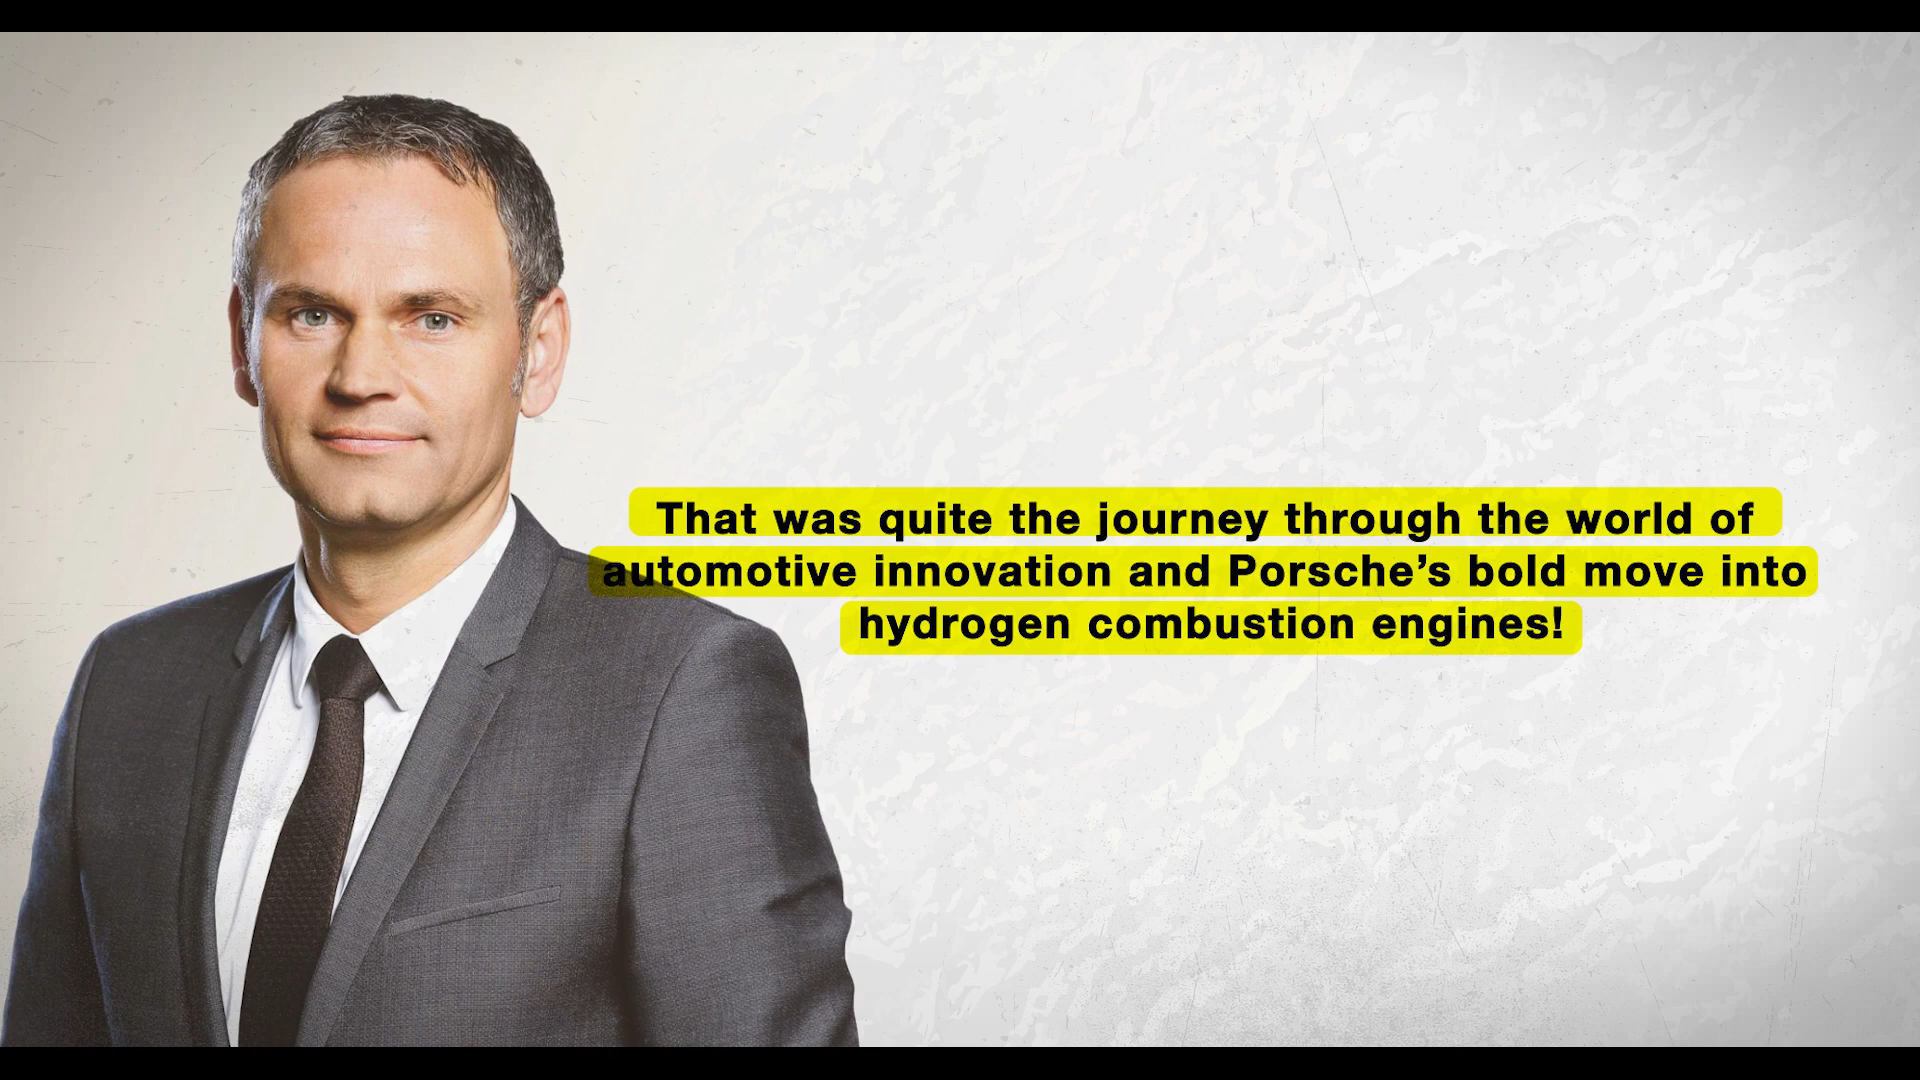 That was quite the journey through the world of
automotive innovation and Porsche’s bold move into
hydrogen combustion engines!